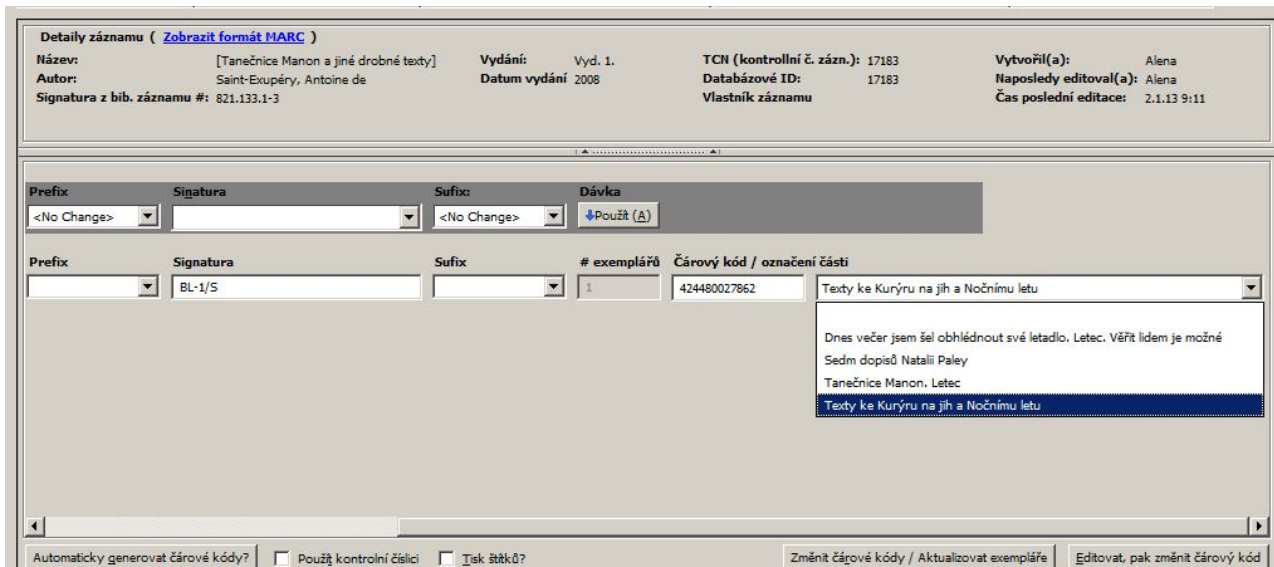 Detaily záznamu ( Zobrazit formát MARC )
Název: [Tanečnice Manon a jiné drobné texty] Vydání: Vyd. 1. TCN (kontrollní č. zázn.): 17183 Vytvořil(a): Alena
Autor: Saint-Exupéry, Antoine de Datum vydání 2008 Databázové ID: 17183 Naposledy editoval(a): Alena
Signatura z bib. záznamu #: 821.133.1-3 Vlastník záznamu Čas poslední editace: 2.1.13 9:11
Prefix Sinatura Sufix: Dávka
<No Change> <No Change> Použít (A)
Prefix Signatura Sufix # exemplářů Čárový kód / označení části
BL-1/S 1 424480027862 Texty ke Kurýru na jih a Nočnímu letu
Dnes večer jsem šel obhlédnout své letadlo. Letec. Věřit lidem je možné
Sedm dopisů Natalii Paley
Tanečnice Manon. Letec
Texty ke Kurýru na jih a Nočnímu letu
Automaticky generovat čárové kódy? Použít kontrolní číslici Tisk štítků? Změnit čárové kódy / Aktualizovat exempláře Editovat, pak změnit čárový kód